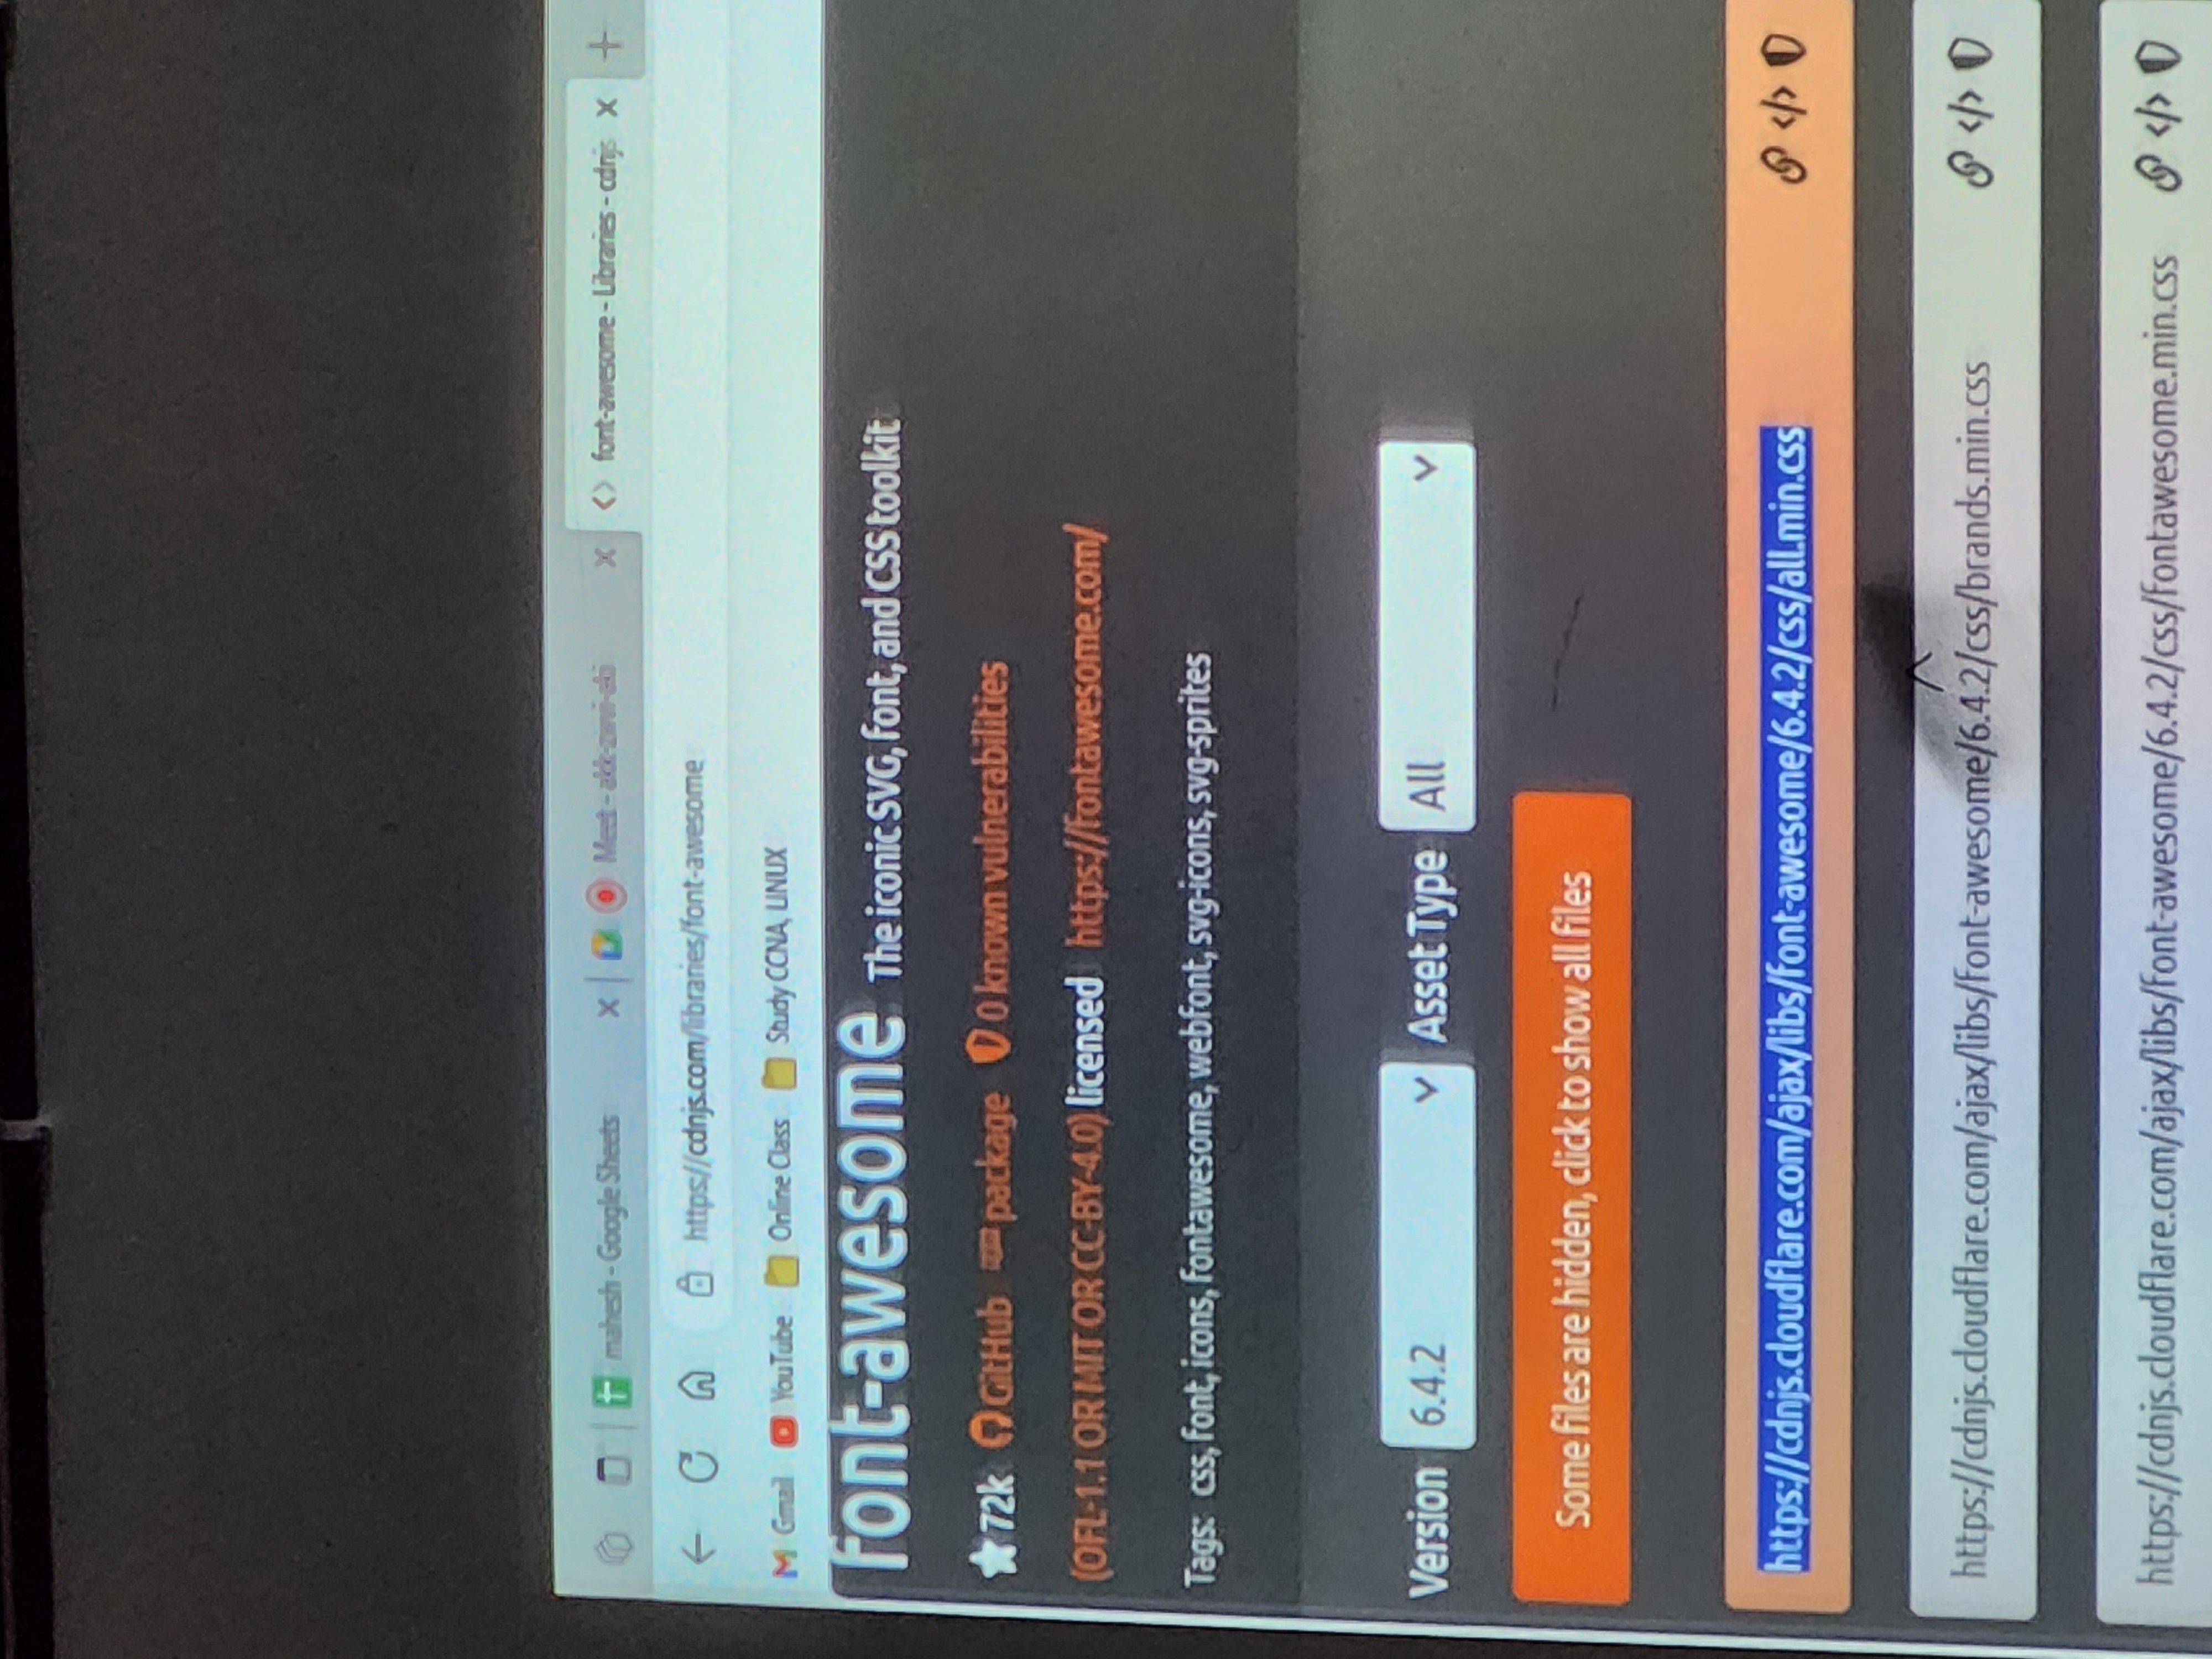 mahesh - Google Sheets
Meet -
font-awesome - Libraries - cdnjs
https://cdnjs.com/libraries/font-awesome
Gmail YouTube Online Class Study CCNA, LINUX
font-awesome The iconic SVG, font, and CSS toolkit
72k GitHub package 0 known vulnerabilities
(OFL-1.1 OR MIT OR CC-BY-4.0) licensed https://fontawesome.com/
Tags: css, font, icons, fontawesome, webfont, svg-icons, svg-sprites
Version 6.4.2 Asset Type All
Some files are hidden, click to show all files
https://cdnjs.cloudflare.com/ajax/libs/font-awesome/6.4.2/css/all.min.css </>
https://cdnjs.cloudflare.com/ajax/libs/font-awesome/6.4.2/css/brands.min.css </>
https://cdnjs.cloudflare.com/ajax/libs/font-awesome/6.4.2/css/fontawesome.min.css </>